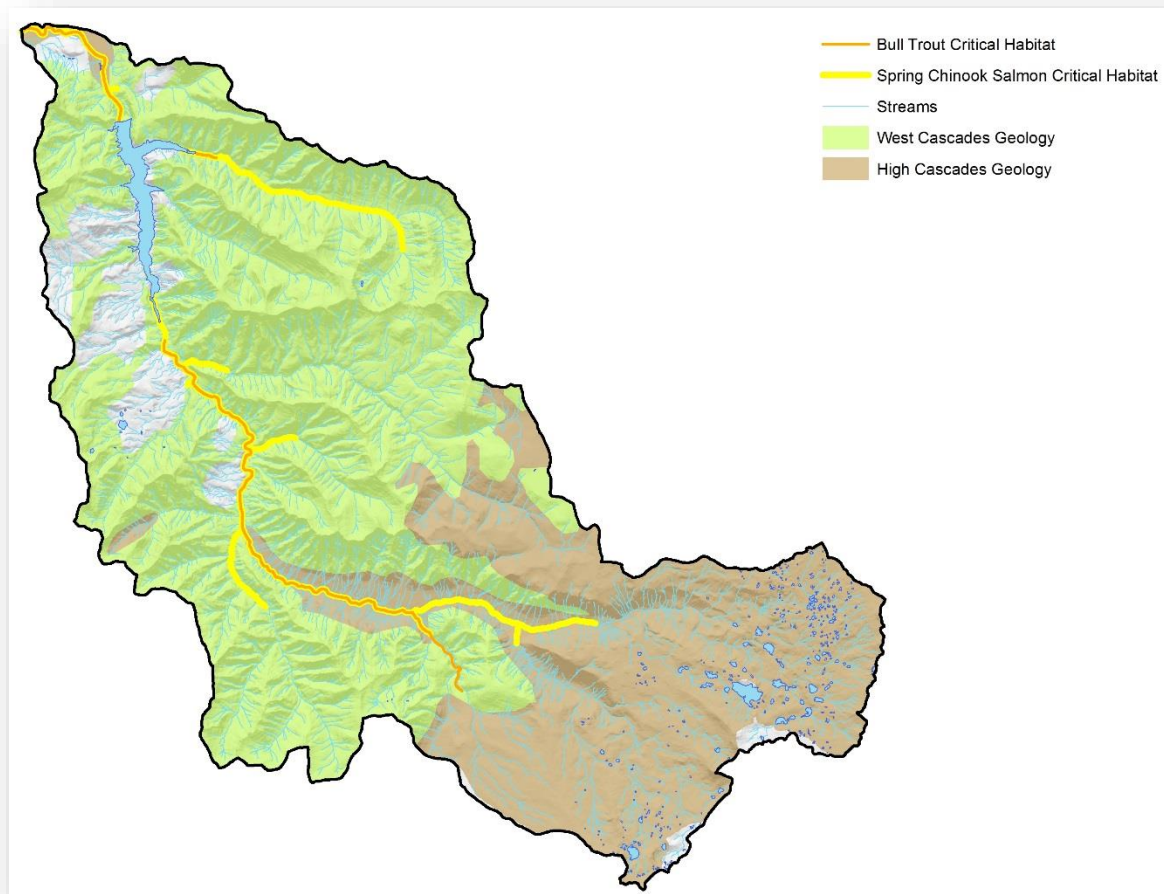 Bull Trout Critical Habitat
Spring Chinook Salmon Critical Habitat
Streams
West Cascades Geology
High Cascades Geology